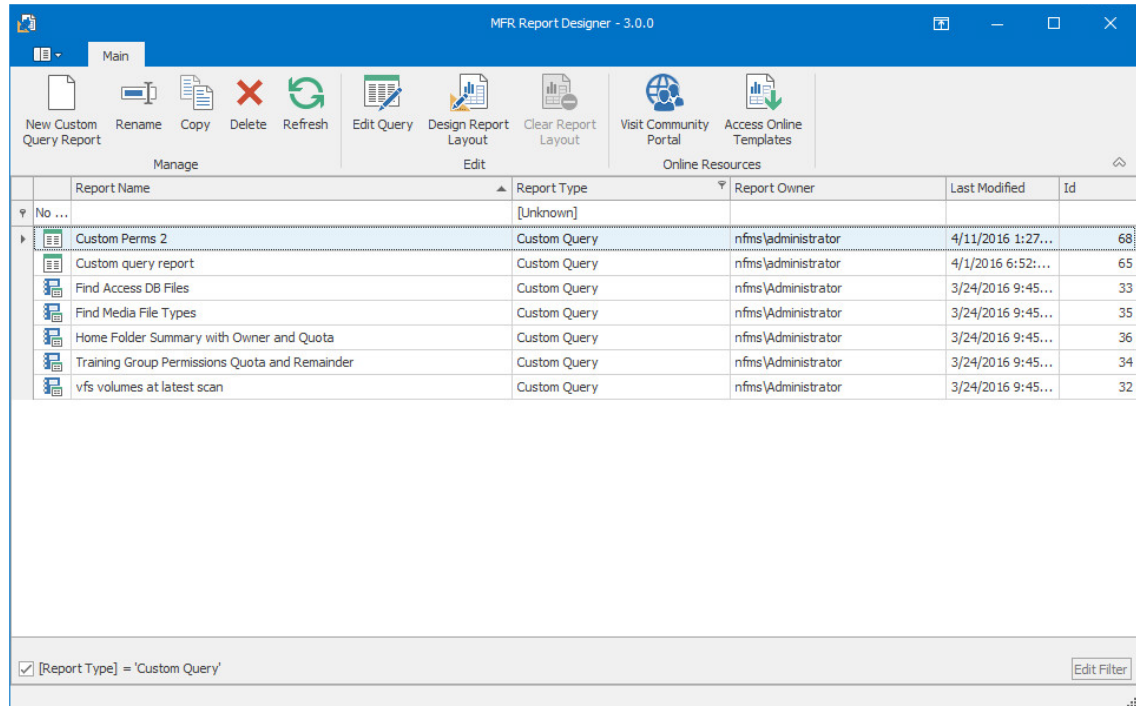 MFR Report Designer - 3.0.0
Main
New Custom Query Report
Rename
Copy
Delete
Refresh
Edit Query
Design Report Layout
Clear Report Layout
Visit Community Portal
Access Online Templates
Manage
Edit
Online Resources
Report Name Report Type Report Owner Last Modified Id
No ... [Unknown]
Custom Perms 2 Custom Query nfms\administrator 4/11/2016 1:27... 68
Custom query report Custom Query nfms\administrator 4/1/2016 6:52:... 65
Find Access DB Files Custom Query nfms\Administrator 3/24/2016 9:45... 33
Find Media File Types Custom Query nfms\Administrator 3/24/2016 9:45... 35
Home Folder Summary with Owner and Quota Custom Query nfms\Administrator 3/24/2016 9:45... 36
Training Group Permissions Quota and Remainder Custom Query nfms\Administrator 3/24/2016 9:45... 34
vfs volumes at latest scan Custom Query nfms\Administrator 3/24/2016 9:45... 32
[Report Type] = 'Custom Query'
Edit Filter